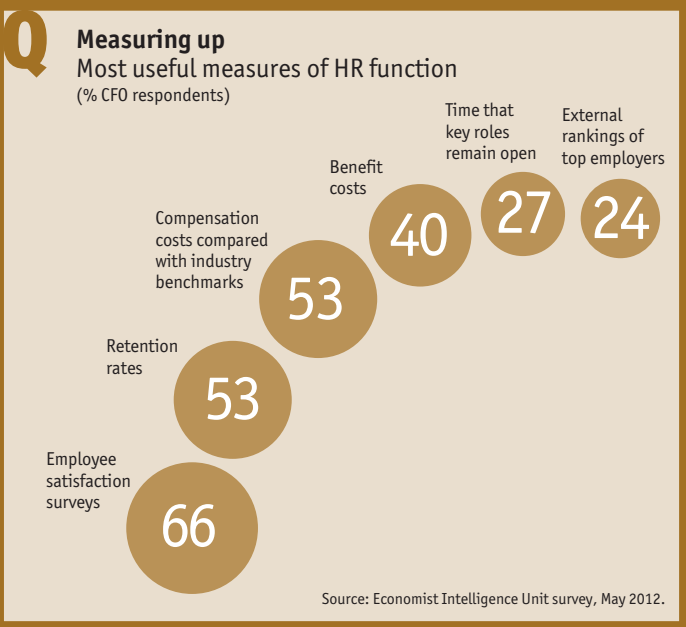 Q
Measuring up
Most useful measures of HR function
(% CFO respondents)
Time that
key roles
remain open
27
External
rankings of
top employers
24
Benefit
costs
40
Compensation
costs compared
with industry
benchmarks
53
Retention
rates
53
Employee
satisfaction
surveys
66
Source: Economist Intelligence Unit survey, May 2012.